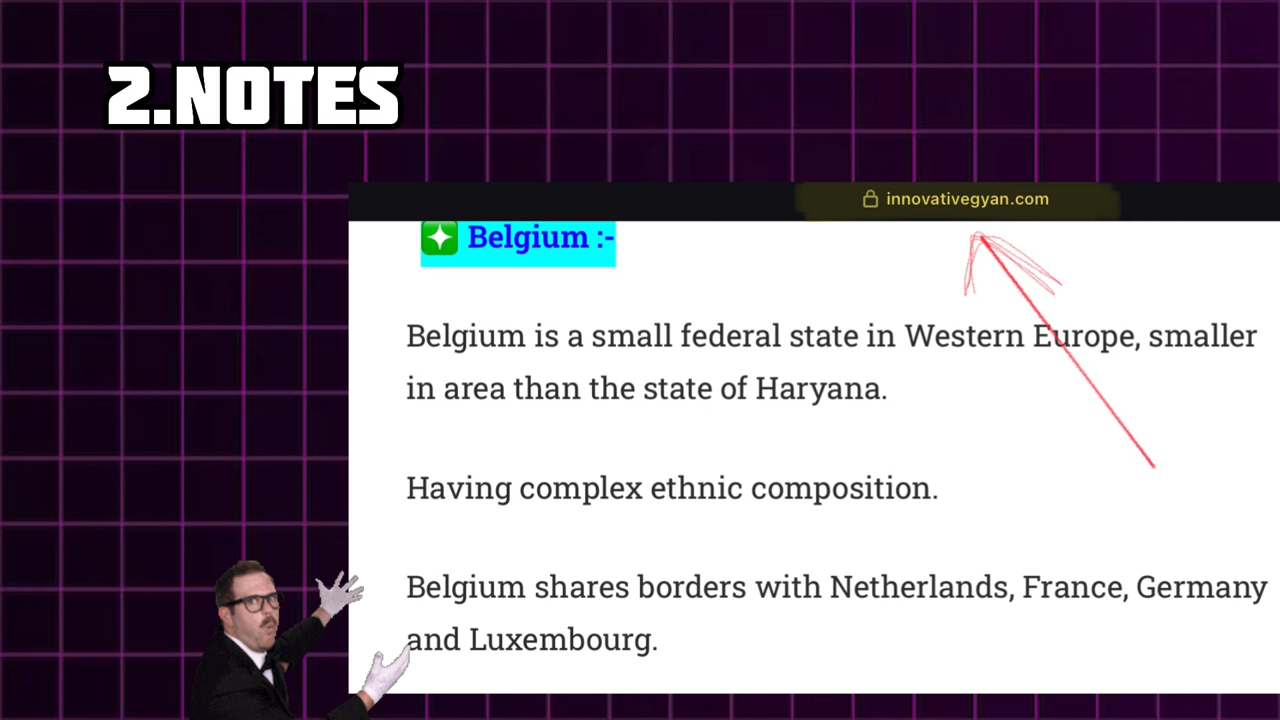 2.NOTES
innovativegyan.com
Belgium :-
Belgium is a small federal state in Western Europe, smaller
in area than the state of Haryana.
Having complex ethnic composition.
Belgium shares borders with Netherlands, France, Germany
and Luxembourg.